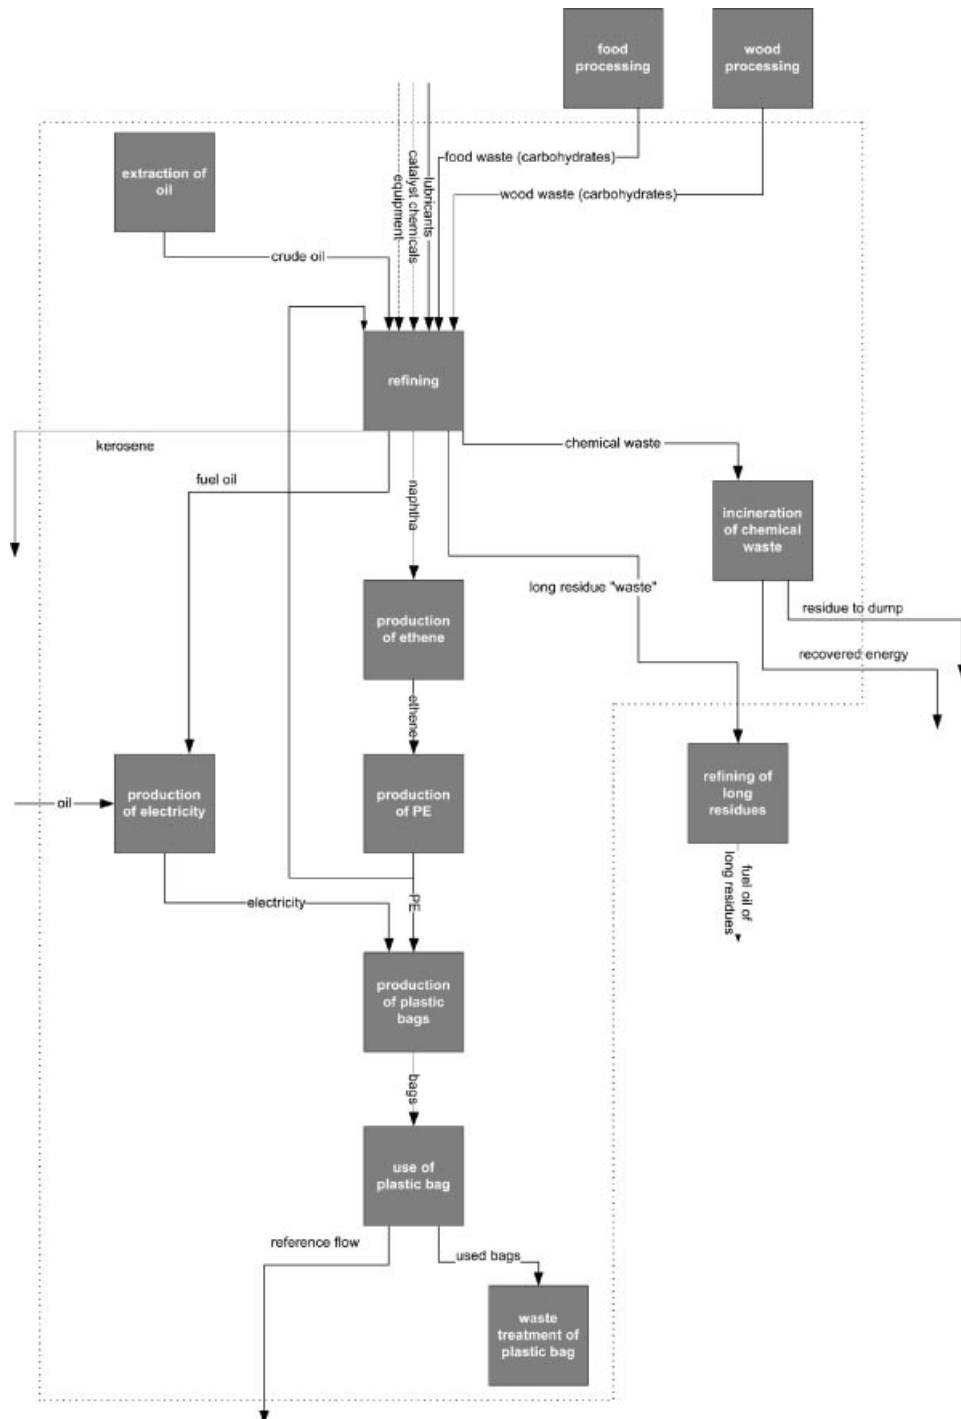 food
processing
wood
processing
extraction of
oil
equipment
catalyst chemicals
lubricants
food waste (carbohydrates)
wood waste (carbohydrates)
crude oil
refining
kerosene
fuel oil
naphtha
chemical waste
incineration
of chemical
waste
long residue "waste"
residue to dump
recovered energy
production
of ethene
ethene
oil
production
of electricity
production
of PE
refining of
long
residues
fuel oil of
long residues
electricity
PE
production
of plastic
bags
bags
use of
plastic bag
reference flow
used bags
waste
treatment of
plastic bag